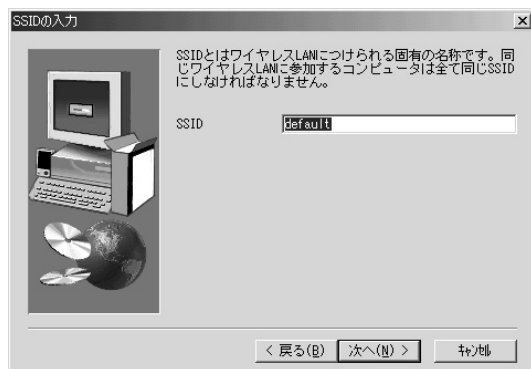 SSIDの入力
SSIDとはワイヤレスLANにつけられる固有の名称です。同
じワイヤレスLANに参加するコンピュータは全て同じSSID
にしなければなりません。
SSID default
< 戻る(B) 次へ(N) > キャンセル